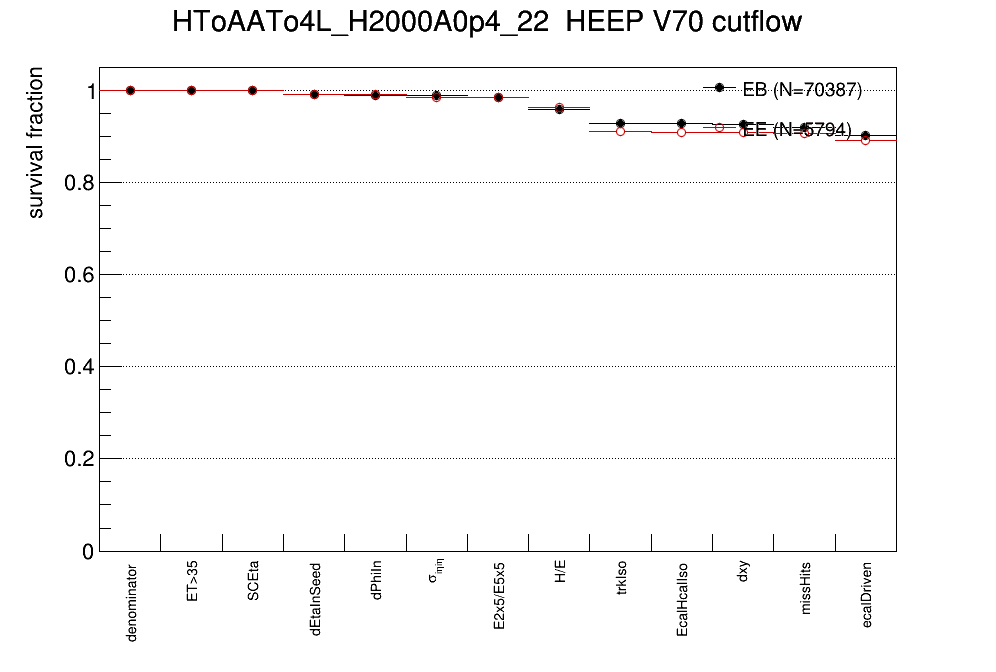 HToAATo4L_H2000A0p4_22 HEEP V70 cutflow
survival fraction
1
0.8
0.6
0.4
0.2
0
EB (N=70387)
EE (N=5794)
denominator
ET>35
SCEta
dEtaInSeed
dPhiIn
σiηiη
E2x5/E5x5
H/E
trkIso
EcalHcalIso
dxy
missHits
ecalDriven